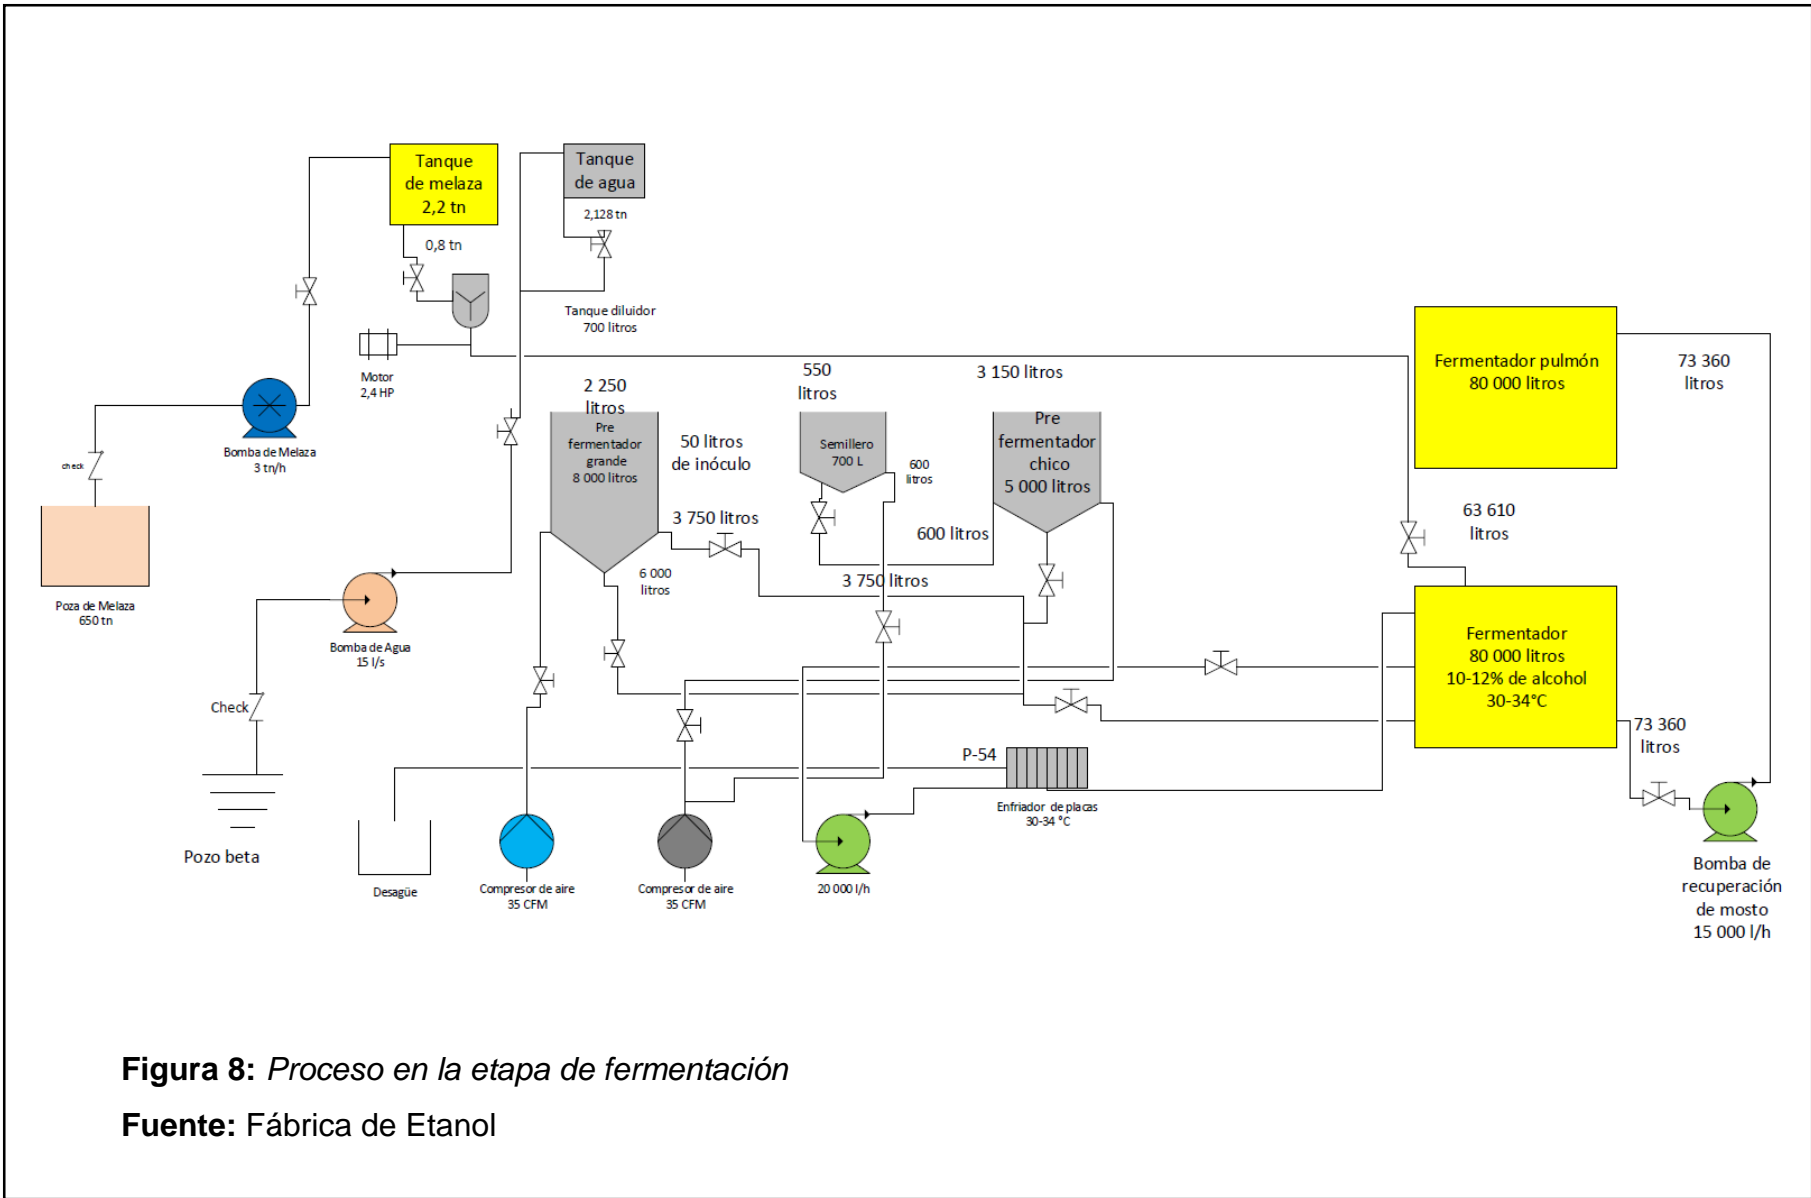 Tanque
de melaza
2,2 tn
Tanque
de agua
2,128 tn
0,8 tn
Tanque diluidor
700 litros
Motor
2,4 HP
check
Bomba de Melaza
3 tn/h
Poza de Melaza
650 tn
Bomba de Agua
15 l/s
Check
Pozo beta
Desagüe
2 250
litros
Pre
fermentador
grande
8 000 litros
50 litros
de inóculo
3 750 litros
6 000
litros
550
litros
Semillero
700 L
600
litros
3 150 litros
Pre
fermentador
chico
5 000 litros
600 litros
3 750 litros
Fermentador pulmón
80 000 litros
73 360
litros
63 610
litros
Fermentador
80 000 litros
10-12% de alcohol
30-34°C
73 360
litros
P-54
Enfriador de placas
30-34 °C
Compresor de aire
35 CFM
Compresor de aire
35 CFM
20 000 l/h
Bomba de
recuperación
de mosto
15 000 l/h
Figura 8: Proceso en la etapa de fermentación
Fuente: Fábrica de Etanol